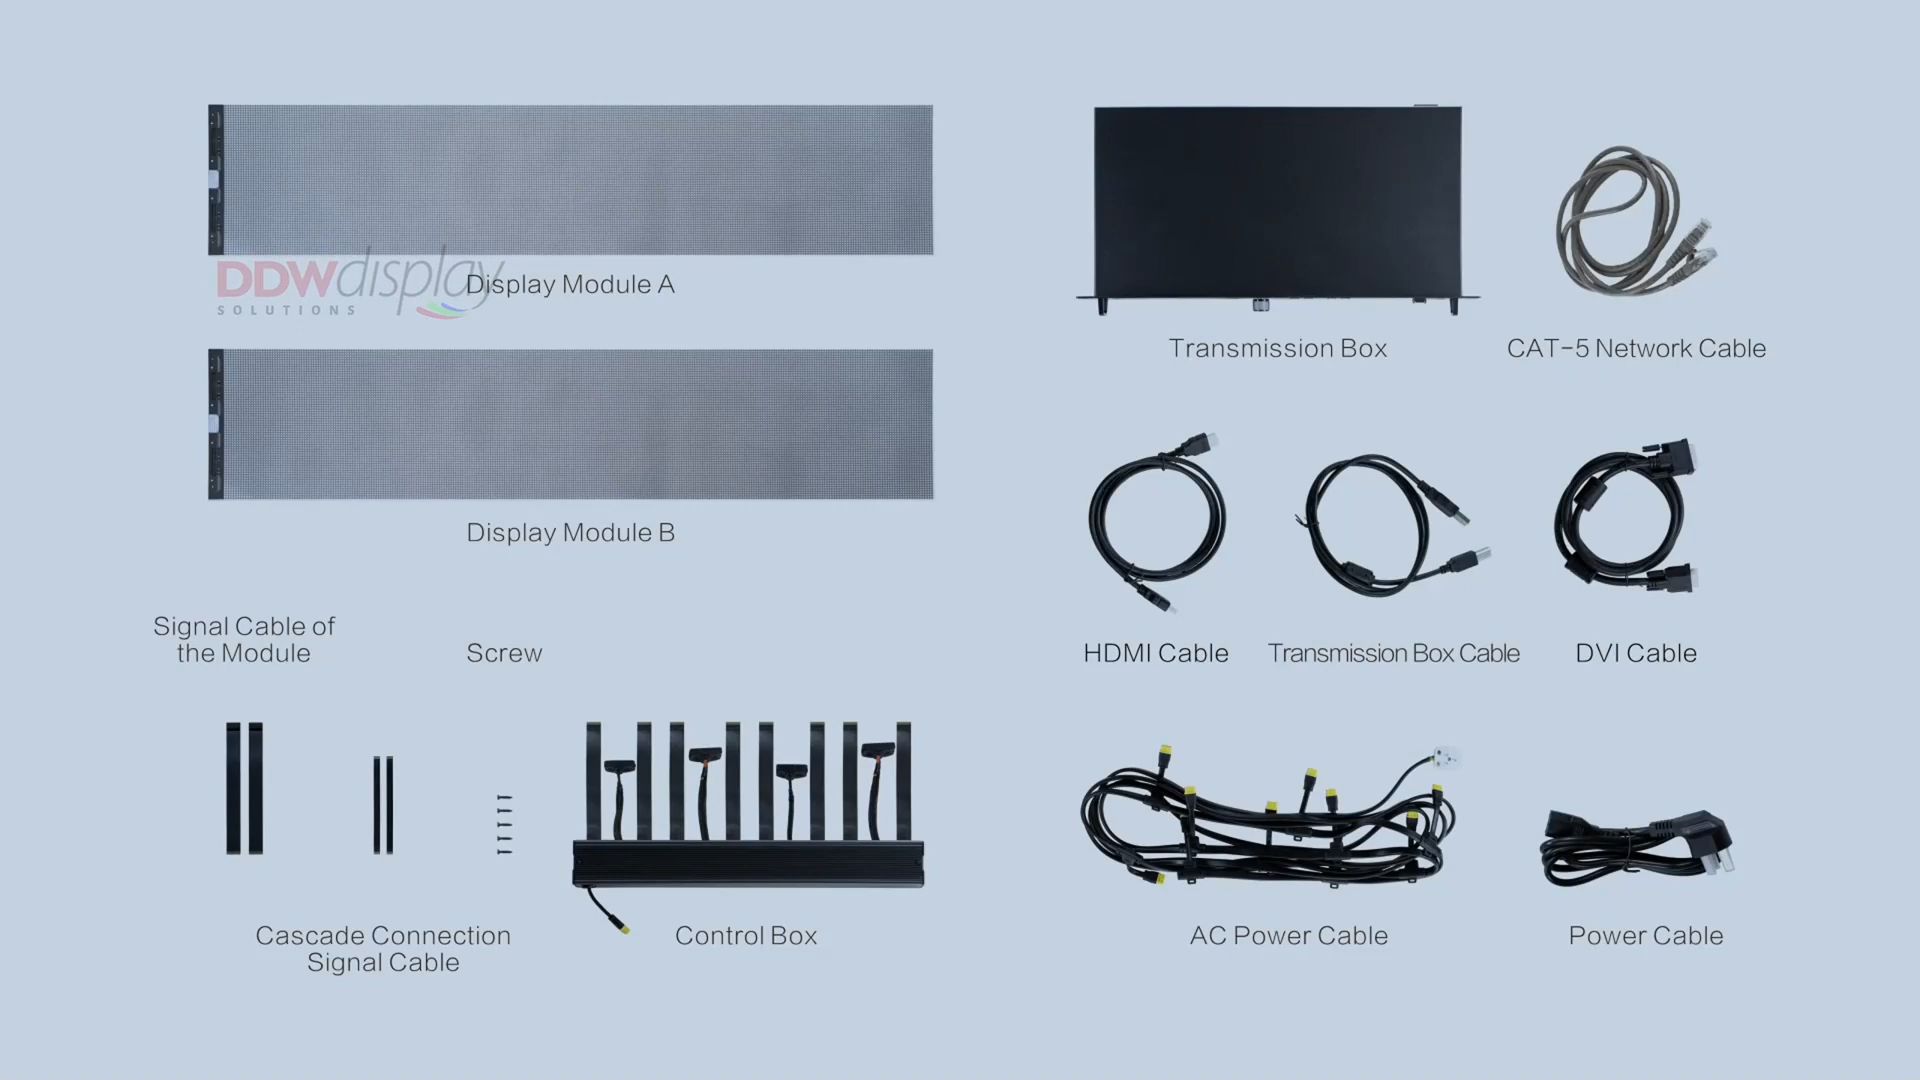 DDWdisplay
SOLUTIONS
Display Module A
Display Module B
Signal Cable of
the Module
Screw
Cascade Connection
Signal Cable
Control Box
Transmission Box
CAT-5 Network Cable
HDMI Cable
Transmission Box Cable
DVI Cable
AC Power Cable
Power Cable